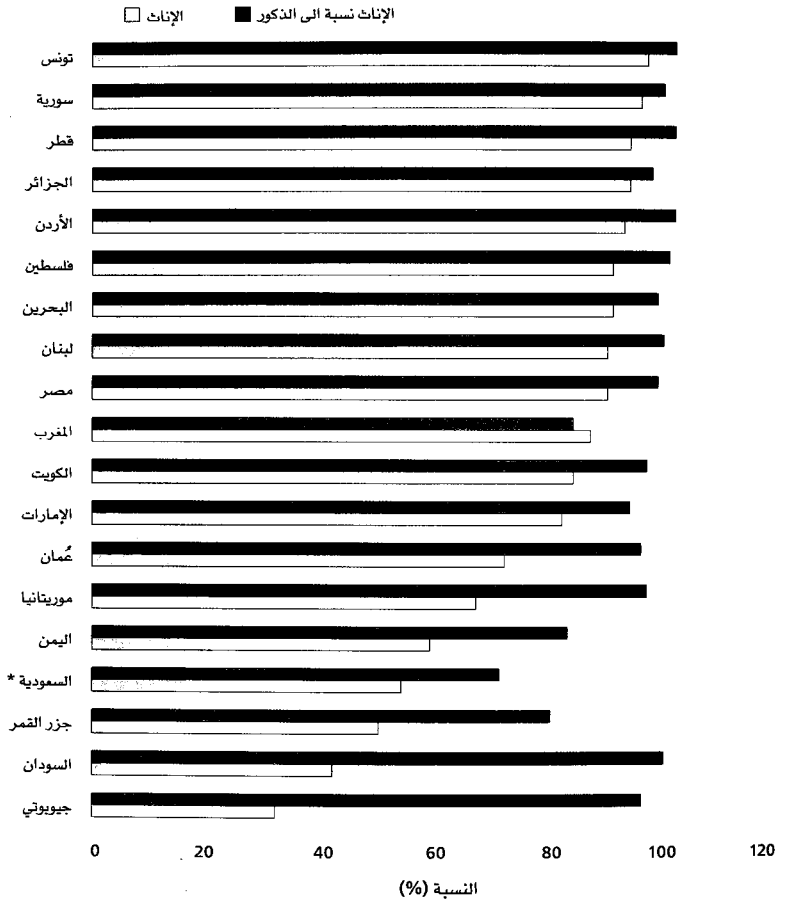 الإناث نسبة الى الذكور الإناث
تونس
سورية
قطر
الجزائر
الأردن
فلسطين
البحرين
لبنان
مصر
المغرب
الكويت
الإمارات
عُمان
موريتانيا
اليمن
السعودية *
جزر القمر
السودان
جيوبوتي
0 20 40 60 80 100 120
النسبة (%)